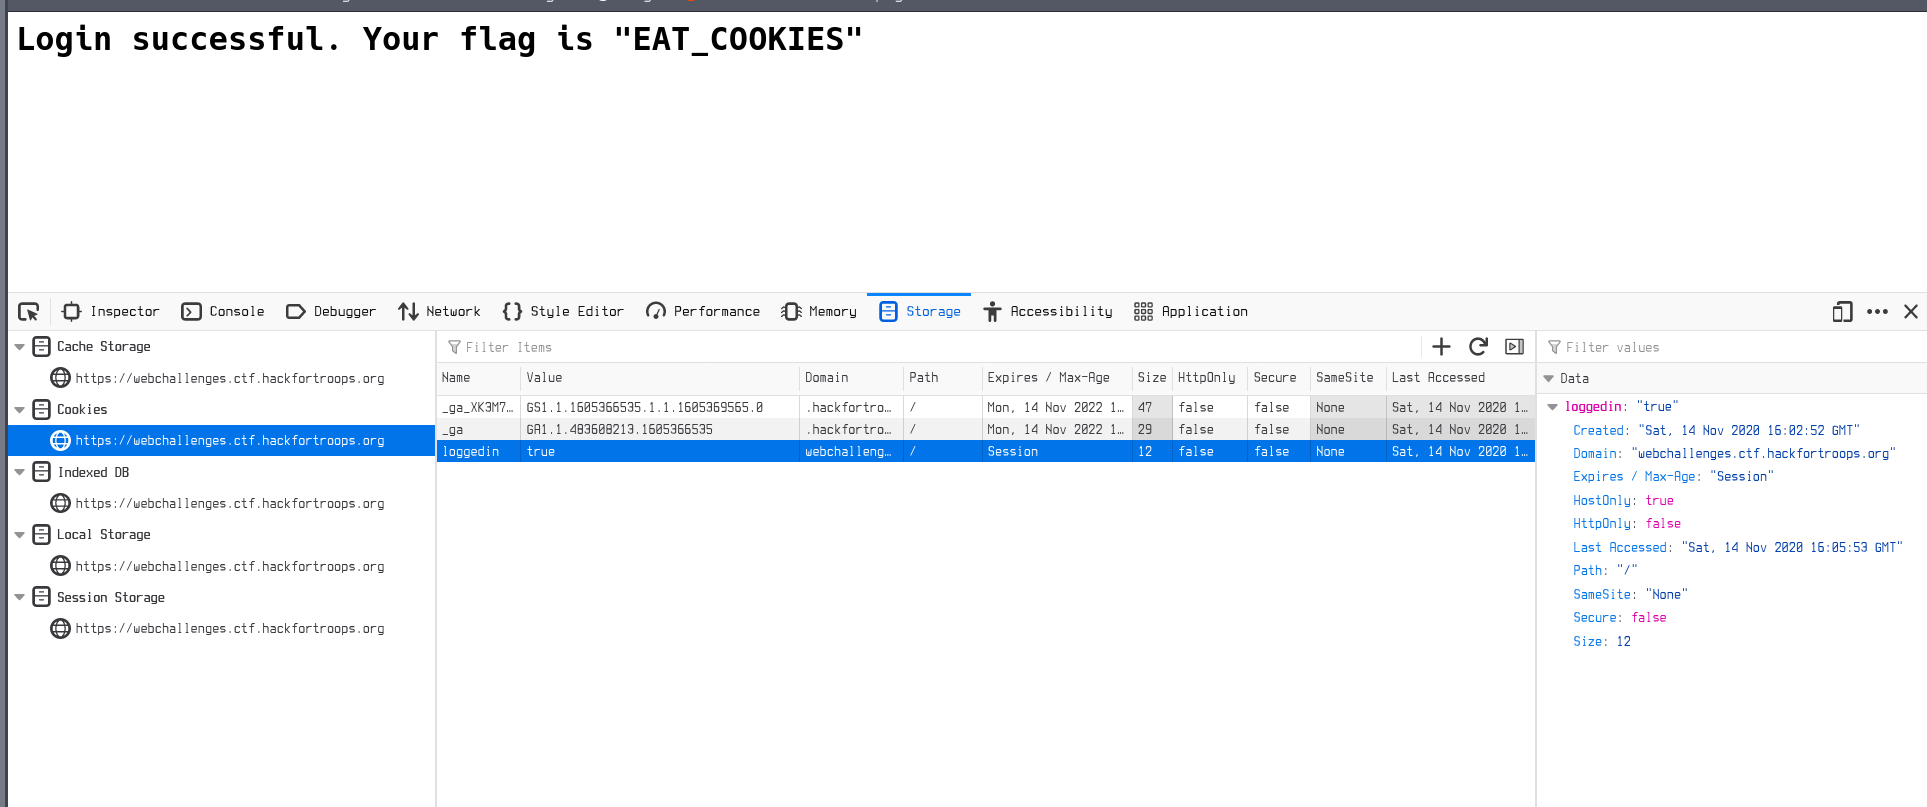 Login successful. Your flag is "EAT_COOKIES"
Inspector Console Debugger Network Style Editor Performance Memory Storage Accessibility Application
Cache Storage
https://webchallenges.ctf.hackfortroops.org
Cookies
https://webchallenges.ctf.hackfortroops.org
Indexed DB
https://webchallenges.ctf.hackfortroops.org
Local Storage
https://webchallenges.ctf.hackfortroops.org
Session Storage
https://webchallenges.ctf.hackfortroops.org
Filter Items
Name Value Domain Path Expires / Max-Age Size HttpOnly Secure SameSite Last Accessed
_ga_XK3M7… GS1.1.1605366535.1.1.1605369565.0 .hackfortro… / Mon, 14 Nov 2022 1… 47 false false None Sat, 14 Nov 2020 1…
_ga GA1.1.483608213.1605366535 .hackfortro… / Mon, 14 Nov 2022 1… 29 false false None Sat, 14 Nov 2020 1…
loggedin true webchalleng… / Session 12 false false None Sat, 14 Nov 2020 1…
Filter values
Data
loggedin: "true"
Created: "Sat, 14 Nov 2020 16:02:52 GMT"
Domain: "webchallenges.ctf.hackfortroops.org"
Expires / Max-Age: "Session"
HostOnly: true
HttpOnly: false
Last Accessed: "Sat, 14 Nov 2020 16:05:53 GMT"
Path: "/"
SameSite: "None"
Secure: false
Size: 12